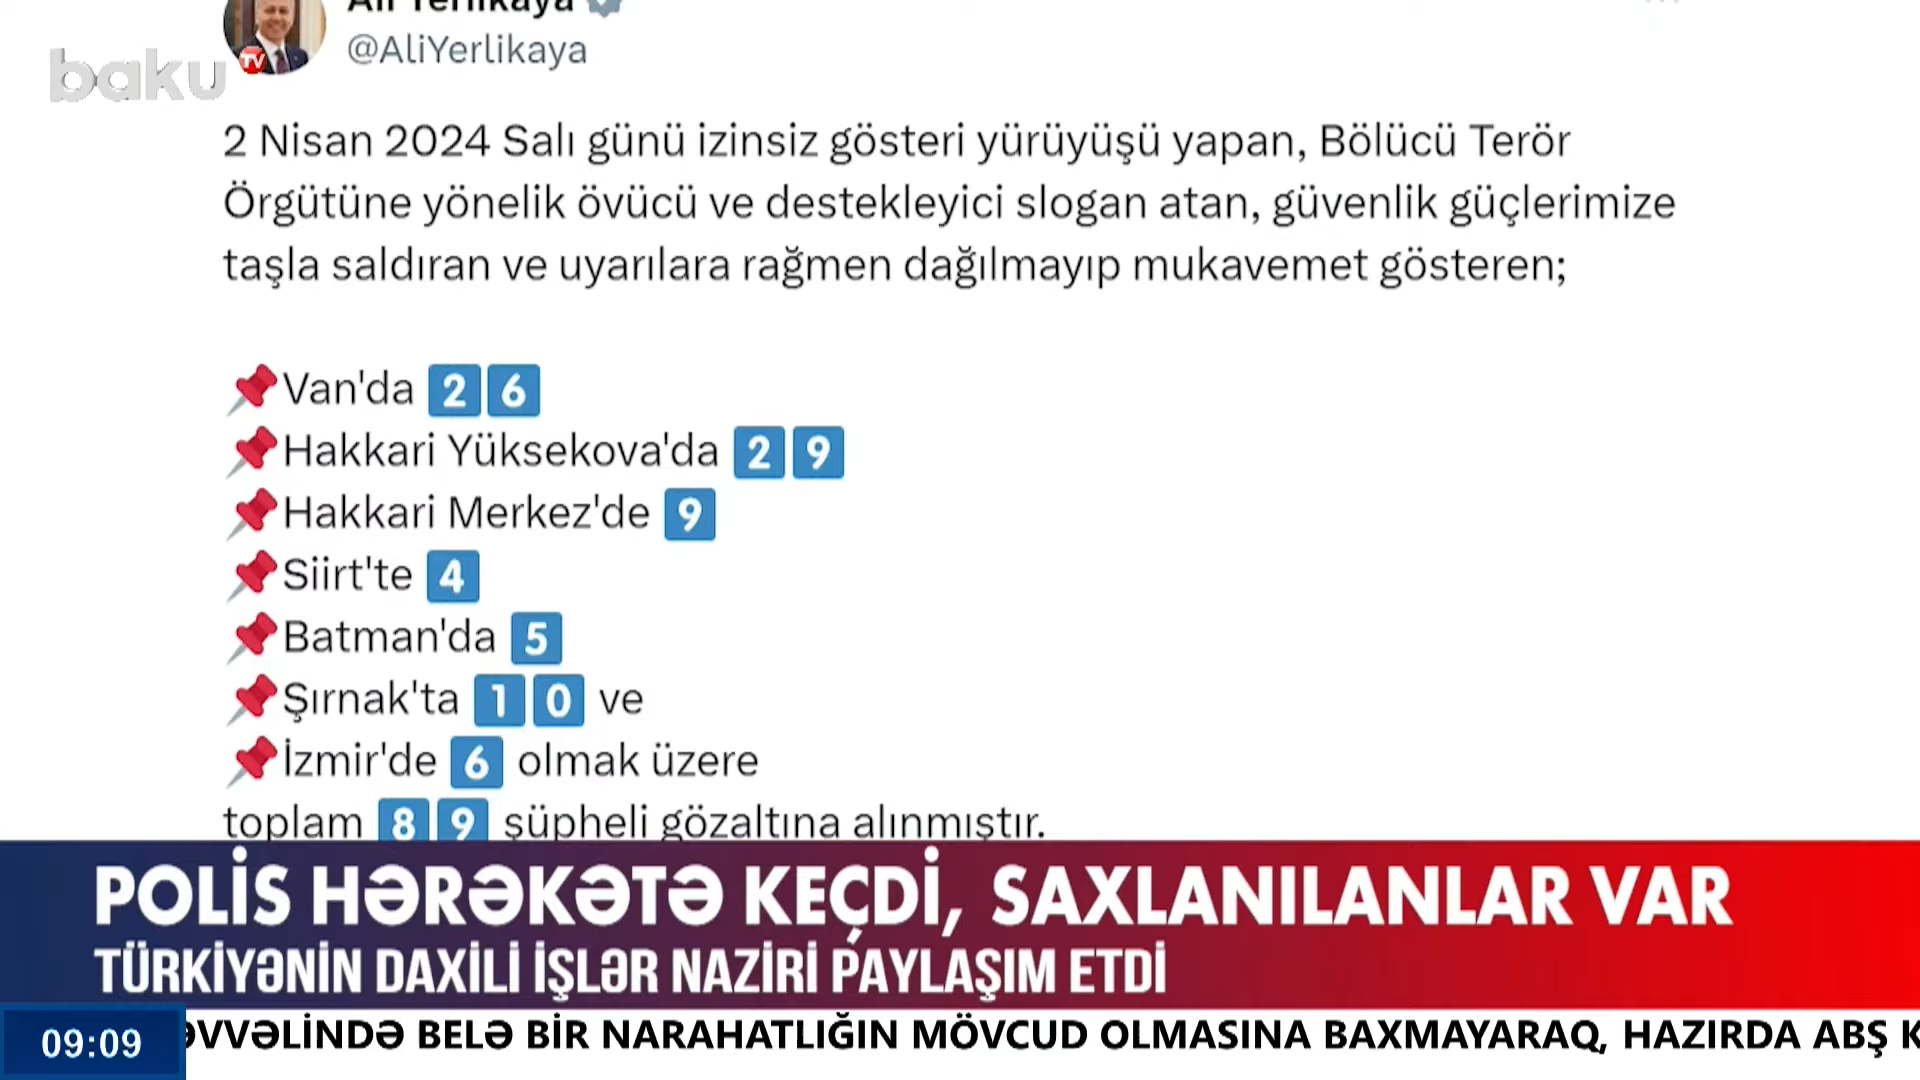 Ali Yerlikaya
@AliYerlikaya
baku TV
2 Nisan 2024 Salı günü izinsiz gösteri yürüyüşü yapan, Bölücü Terör
Örgütüne yönelik övücü ve destekleyici slogan atan, güvenlik güçlerimize
taşla saldıran ve uyarılara rağmen dağılmayıp mukavemet gösteren;
Van'da 26
Hakkari Yüksekova'da 29
Hakkari Merkez'de 9
Siirt'te 4
Batman'da 5
Şırnak'ta 10 ve
İzmir'de 6 olmak üzere
toplam 89 şüpheli gözaltına alınmıştır.
POLİS HƏRƏKƏTƏ KEÇDİ, SAXLANILANLAR VAR
TÜRKİYƏNİN DAXİLİ İŞLƏR NAZİRİ PAYLAŞIM ETDİ
09:09 ƏVVƏLİNDƏ BELƏ BİR NARAHATLIĞIN MÖVCUD OLMASINA BAXMAYARAQ, HAZIRDA ABŞ